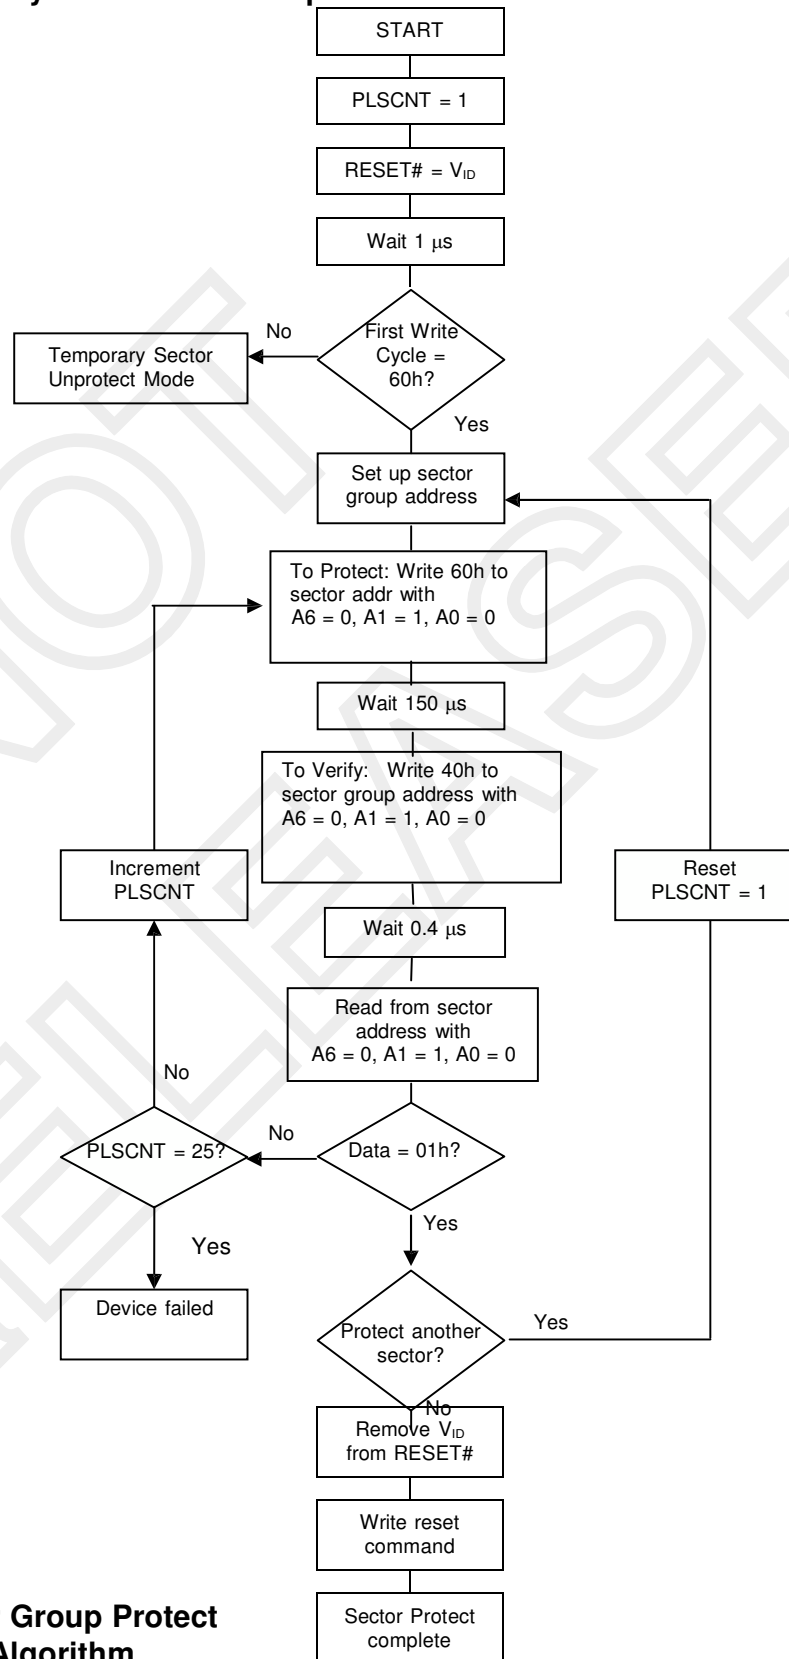 START
PLSCNT = 1
RESET# = VID
Wait 1 μs
First Write
Cycle =
60h?
No
Temporary Sector
Unprotect Mode
Yes
Set up sector
group address
To Protect: Write 60h to
sector addr with
A6 = 0, A1 = 1, A0 = 0
Wait 150 μs
To Verify: Write 40h to
sector group address with
A6 = 0, A1 = 1, A0 = 0
Increment
PLSCNT
Reset
PLSCNT = 1
Wait 0.4 μs
Read from sector
address with
A6 = 0, A1 = 1, A0 = 0
No
PLSCNT = 25?
No
Data = 01h?
Yes
Yes
Device failed
Protect another
sector?
Yes
No
Remove VID
from RESET#
Write reset
command
Sector Protect
complete
Group Protect
Algorithm